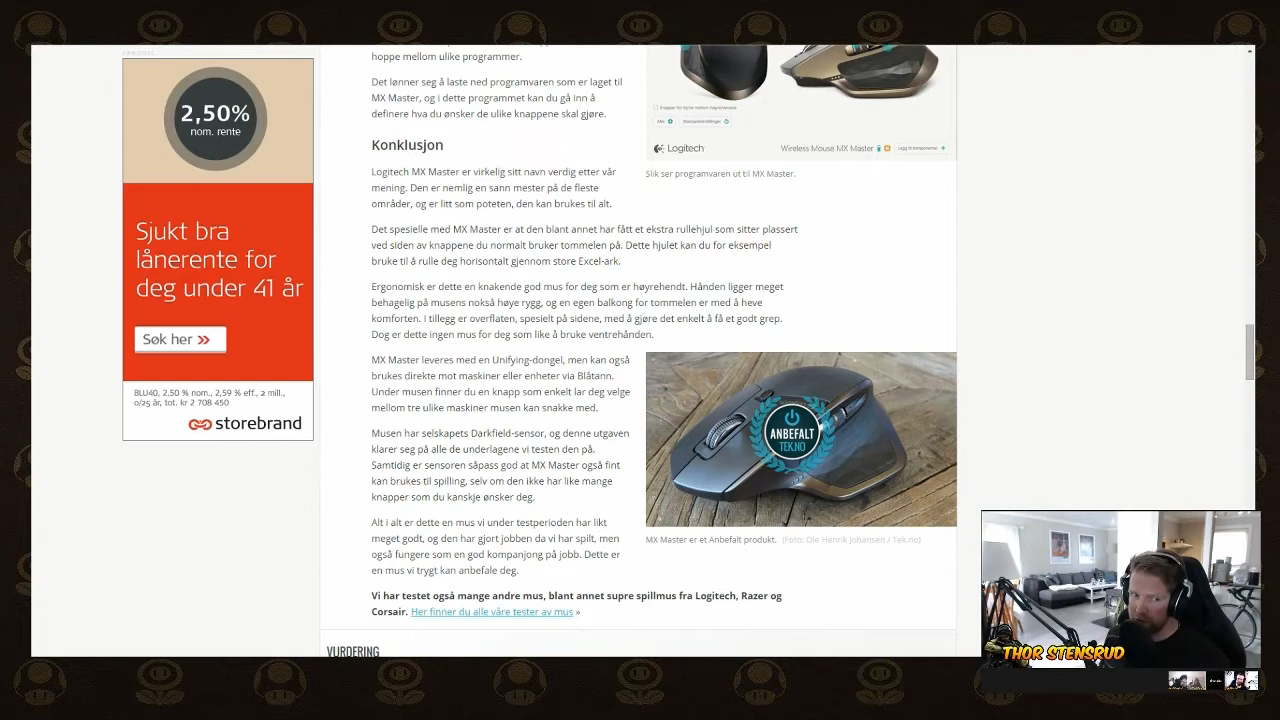 ANNONSE
2,50%
nom. rente
Sjukt bra
lånerente for
deg under 41 år
Søk her »
BLU40, 2,50 % nom., 2,59 % eff., 2 mill.,
o/25 år, tot. kr 2 708 450
storebrand
hoppe mellom ulike programmer.
Det lønner seg å laste ned programvaren som er laget til
MX Master, og i dette programmet kan du gå inn å
definere hva du ønsker de ulike knappene skal gjøre.
Konklusjon
Logitech MX Master er virkelig sitt navn verdig etter vår
mening. Den er nemlig en sann mester på de fleste
områder, og er litt som poteten, den kan brukes til alt.
Det spesielle med MX Master er at den blant annet har fått et ekstra rullehjul som sitter plassert
ved siden av knappene du normalt bruker tommelen på. Dette hjulet kan du for eksempel
bruke til å rulle deg horisontalt gjennom store Excel-ark.
Ergonomisk er dette en knakende god mus for deg som er høyrehendt. Hånden ligger meget
behagelig på musens nokså høye rygg, og en egen balkong for tommelen er med å heve
komforten. I tillegg er overflaten, spesielt på sidene, med å gjøre det enkelt å få et godt grep.
Dog er dette ingen mus for deg som like å bruke ventrehånden.
MX Master leveres med en Unifying-dongel, men kan også
brukes direkte mot maskiner eller enheter via Blåtann.
Under musen finner du en knapp som enkelt lar deg velge
mellom tre ulike maskiner musen kan snakke med.
Musen har selskapets Darkfield-sensor, og denne utgaven
klarer seg på alle de underlagene vi testen den på.
Samtidig er sensoren såpass god at MX Master også fint
kan brukes til spilling, selv om den ikke har like mange
knapper som du kanskje ønsker deg.
Alt i alt er dette en mus vi under testperioden har likt
meget godt, og den har gjort jobben da vi har spilt, men
også fungere som en god kompanjong på jobb. Dette er
en mus vi trygt kan anbefale deg.
Vi har testet også mange andre mus, blant annet supre spillmus fra Logitech, Razer og
Corsair. Her finner du alle våre tester av mus »
VURDERING
Mer
Logitech
Wireless Mouse MX Master
Slik ser programvaren ut til MX Master.
ANBEFALT
TEK.NO
MX Master er et Anbefalt produkt. (Foto: Ole Henrik Johansen / Tek.no)
THOR STENSRUD